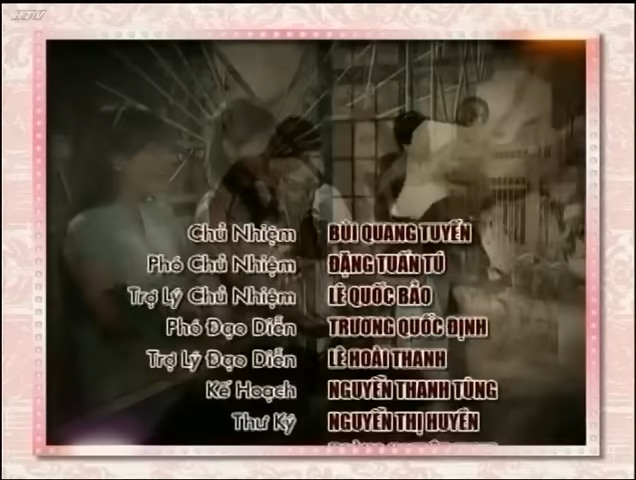 HTV
Chủ Nhiệm BÙI QUANG TUYẾN
Phó Chủ Nhiệm ĐẶNG TUẤN TÚ
Trợ Lý Chủ Nhiệm LÊ QUỐC BẢO
Phó Đạo Diễn TRƯƠNG QUỐC ĐỊNH
Trợ Lý Đạo Diễn LÊ HOÀI THANH
Kế Hoạch NGUYỄN THANH TÙNG
Thư Ký NGUYỄN THỊ HUYỀN